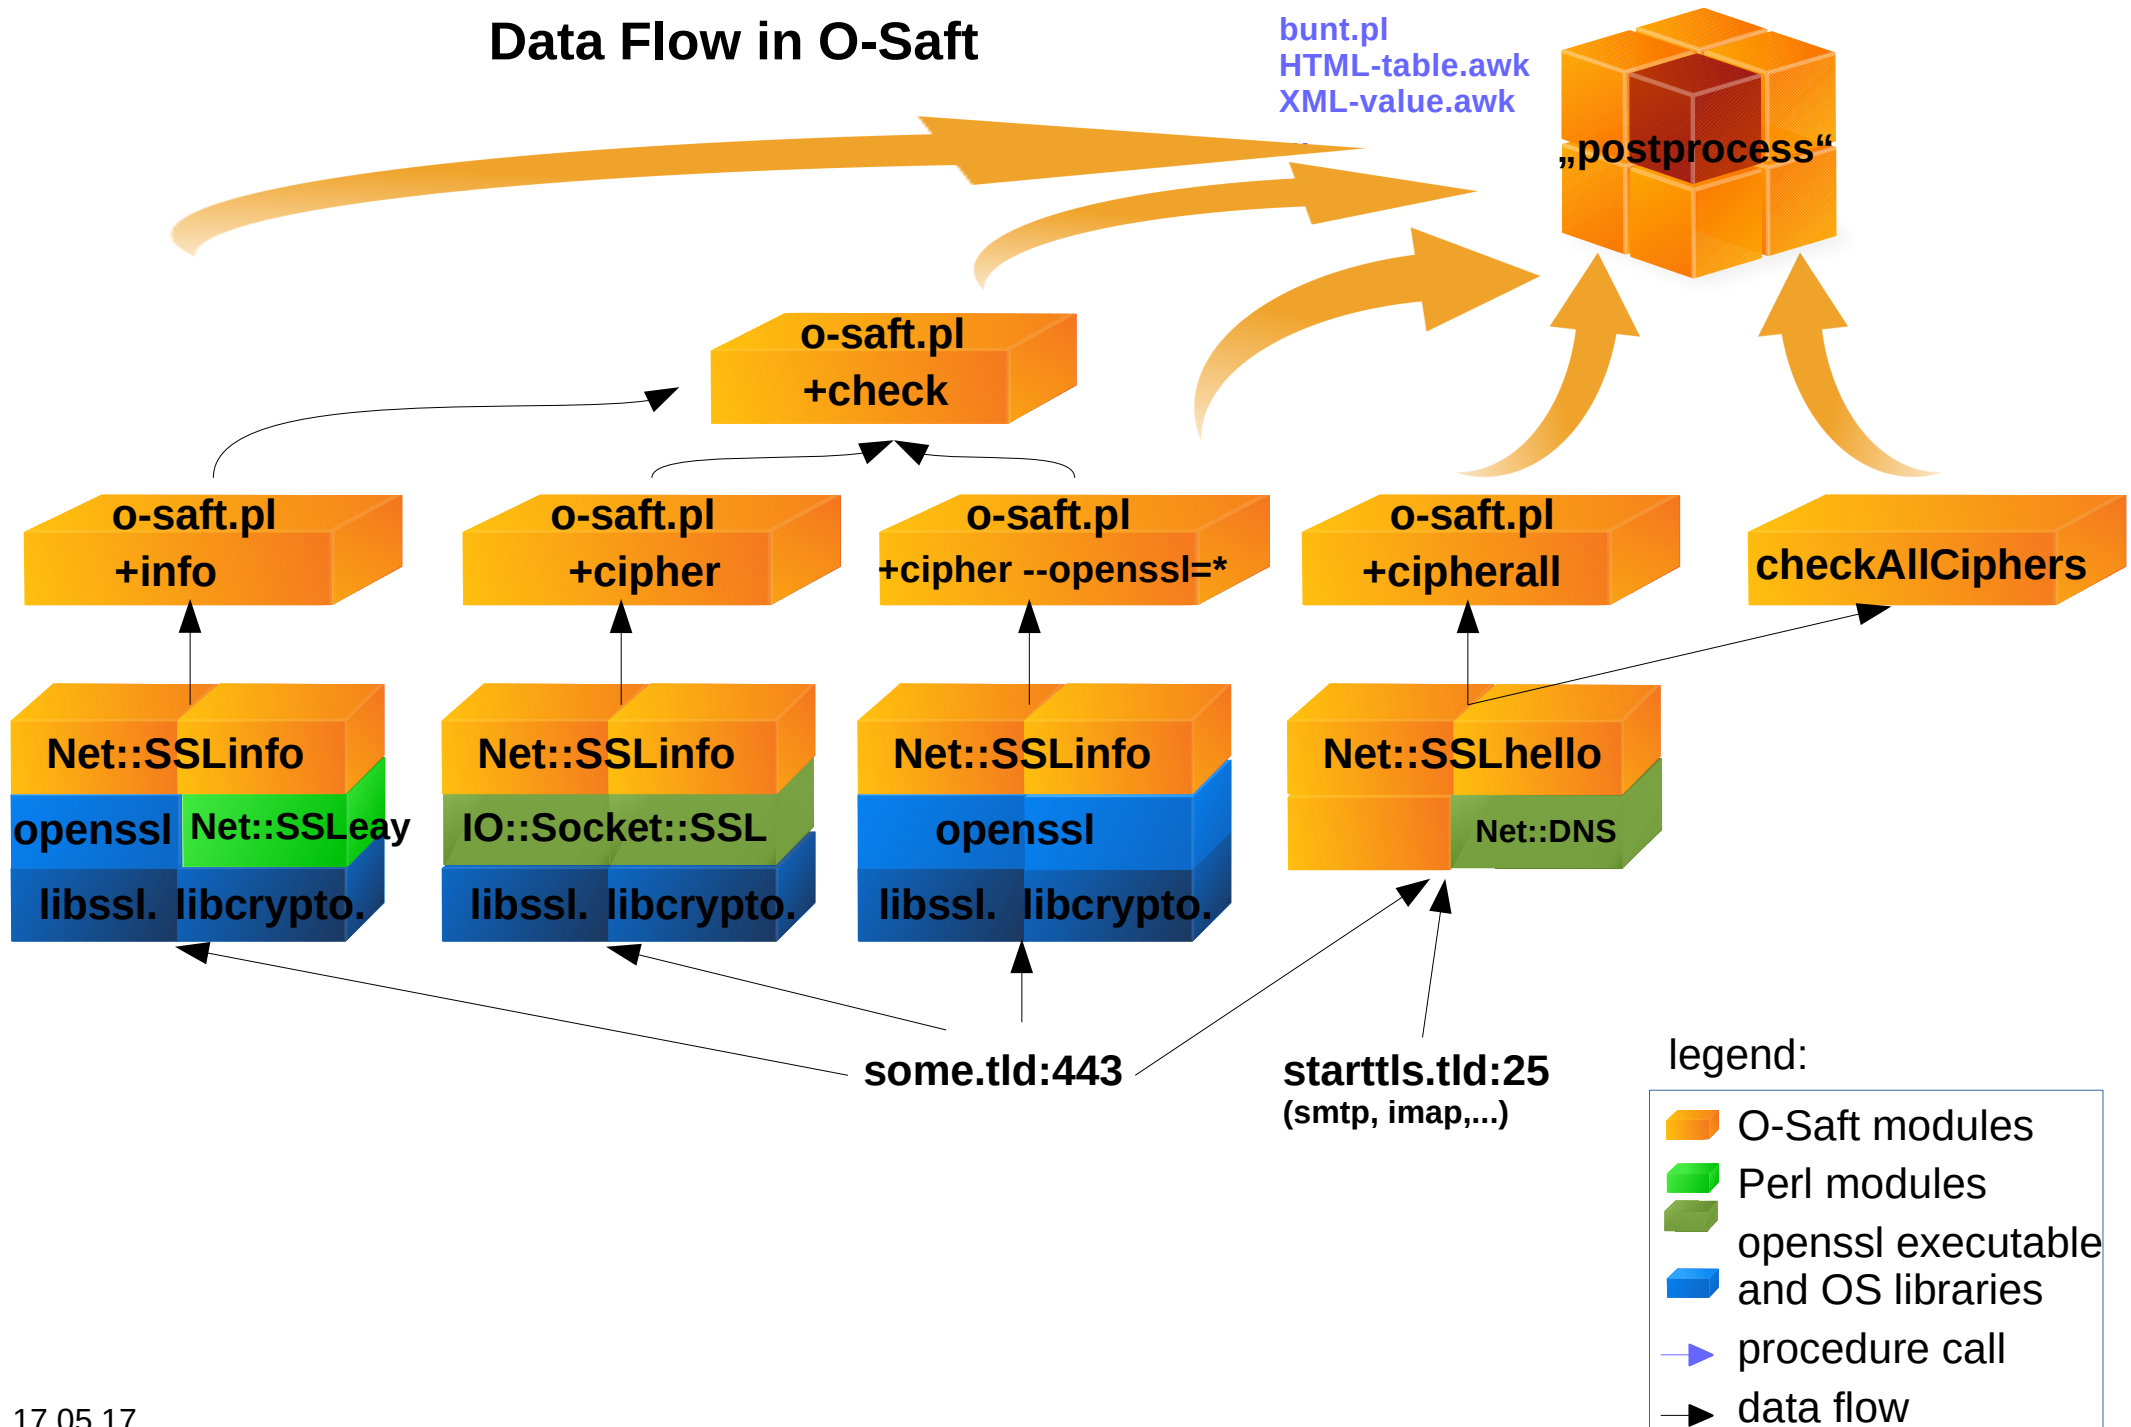 Data Flow in O-Saft
bunt.pl
HTML-table.awk
XML-value.awk
„postprocess“
o-saft.pl
+check
o-saft.pl
+info
o-saft.pl
+cipher
o-saft.pl
+cipher --openssl=*
o-saft.pl
+cipherall
checkAllCiphers
Net::SSLinfo
openssl
Net::SSLeay
libssl.
libcrypto.
Net::SSLinfo
IO::Socket::SSL
libssl.
libcrypto.
Net::SSLinfo
openssl
libssl.
libcrypto.
Net::SSLhello
Net::DNS
some.tld:443
starttls.tld:25
(smtp, imap,...)
legend:
O-Saft modules
Perl modules
openssl executable
and OS libraries
procedure call
data flow
17.05.17